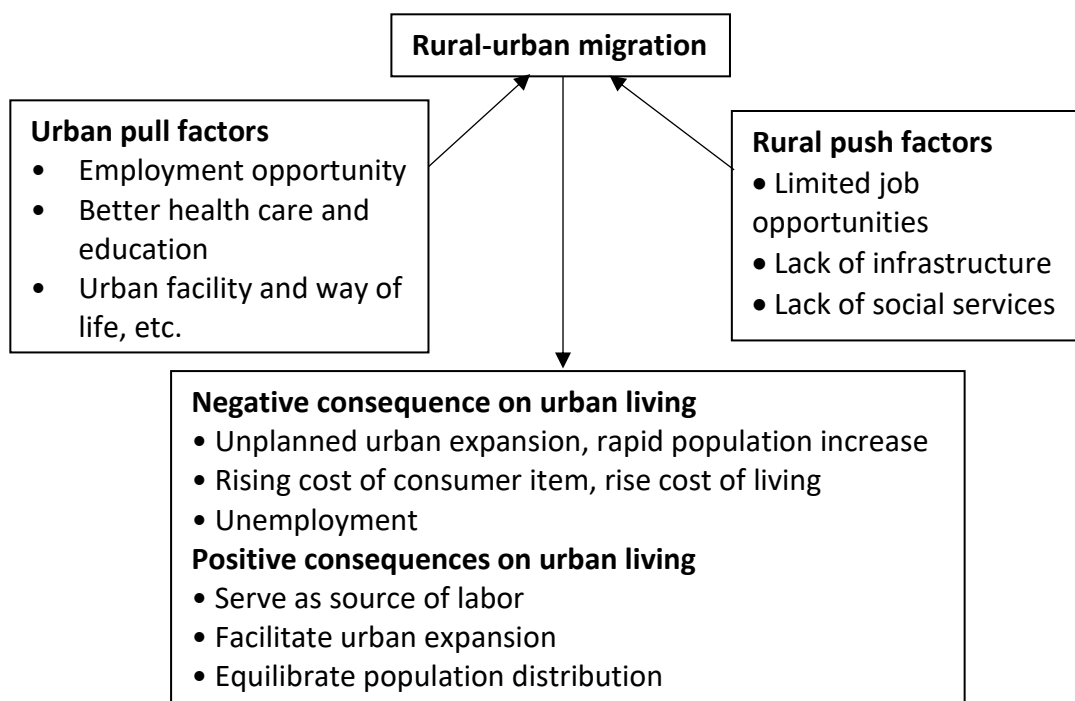 Rural-urban migration
Urban pull factors
• Employment opportunity
• Better health care and
education
• Urban facility and way of
life, etc.
Rural push factors
• Limited job
opportunities
• Lack of infrastructure
• Lack of social services
Negative consequence on urban living
• Unplanned urban expansion, rapid population increase
• Rising cost of consumer item, rise cost of living
• Unemployment
Positive consequences on urban living
• Serve as source of labor
• Facilitate urban expansion
• Equilibrate population distribution